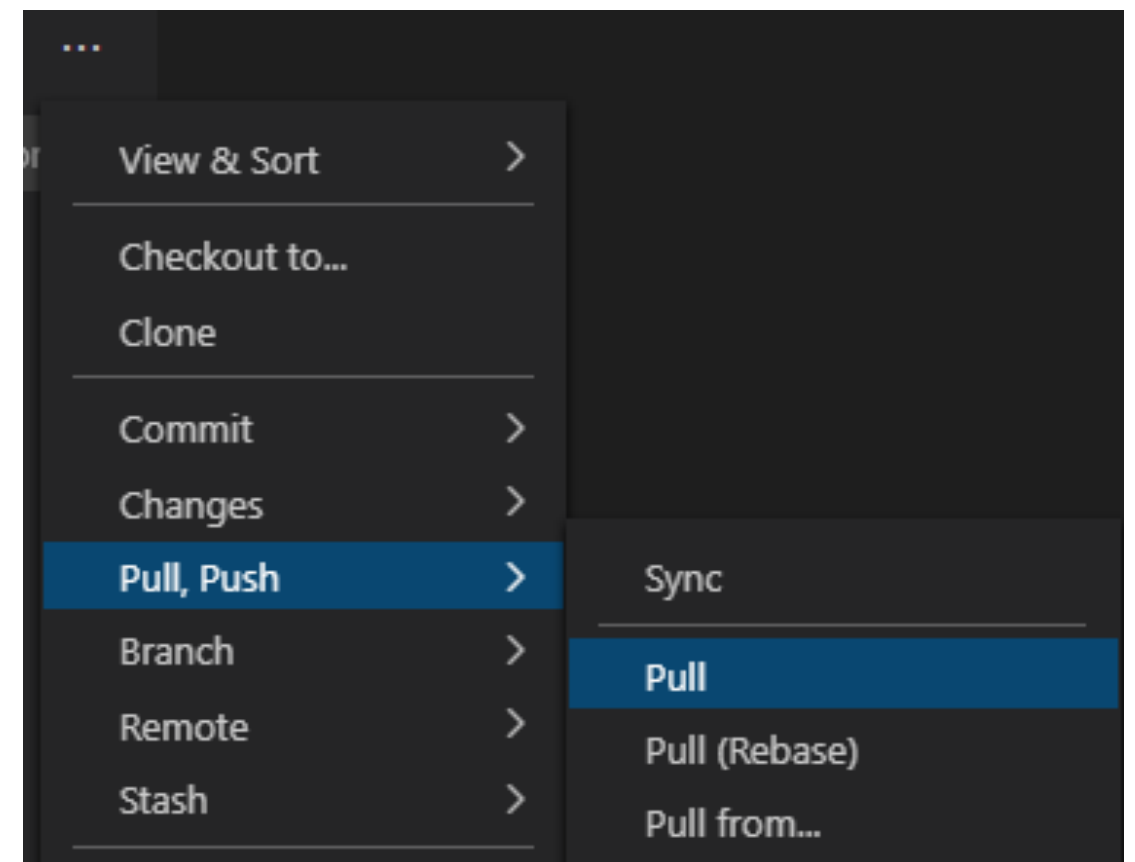 ...
View & Sort
Checkout to...
Clone
Commit
Changes
Pull, Push
Branch
Remote
Stash
Sync
Pull
Pull (Rebase)
Pull from...